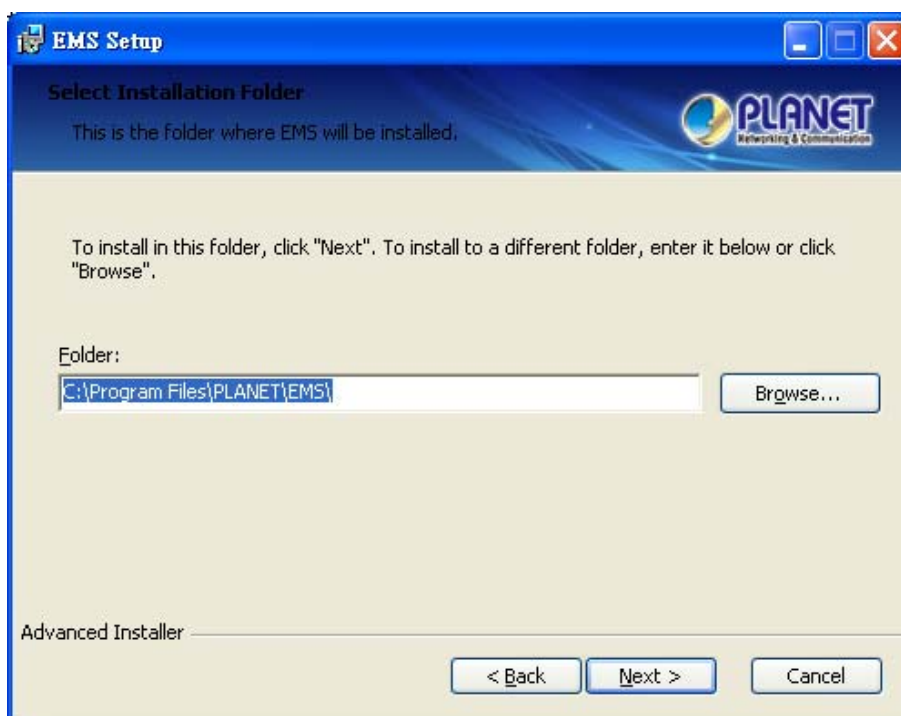 EMS Setup
Select Installation Folder
This is the folder where EMS will be installed.
PLANET
Networking & Communication
To install in this folder, click "Next". To install to a different folder, enter it below or click
"Browse".
Folder:
C:\Program Files\PLANET\EMS\
Browse...
Advanced Installer
< Back
Next >
Cancel